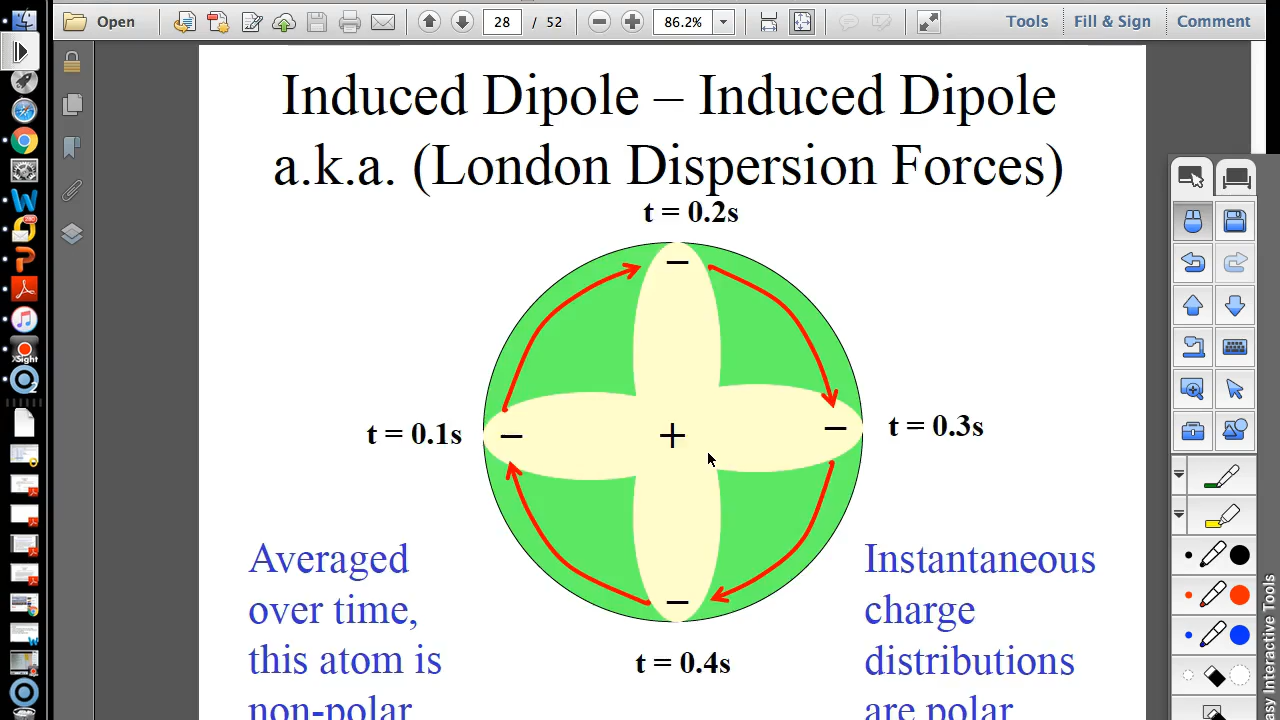 Open
28 / 52
86.2%
Tools
Fill & Sign
Comment
Induced Dipole – Induced Dipole
a.k.a. (London Dispersion Forces)
t = 0.2s
−
t = 0.1s
−
+
−
t = 0.3s
−
t = 0.4s
Averaged
over time,
this atom is
non-polar
Instantaneous
charge
distributions
are polar
iSight
2
W
Interactive Tools